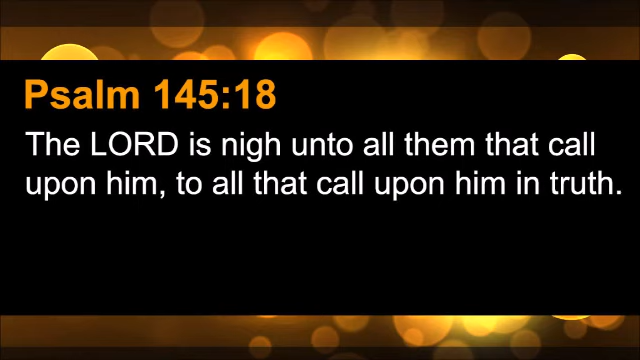 Psalm 145:18
The LORD is nigh unto all them that call
upon him, to all that call upon him in truth.